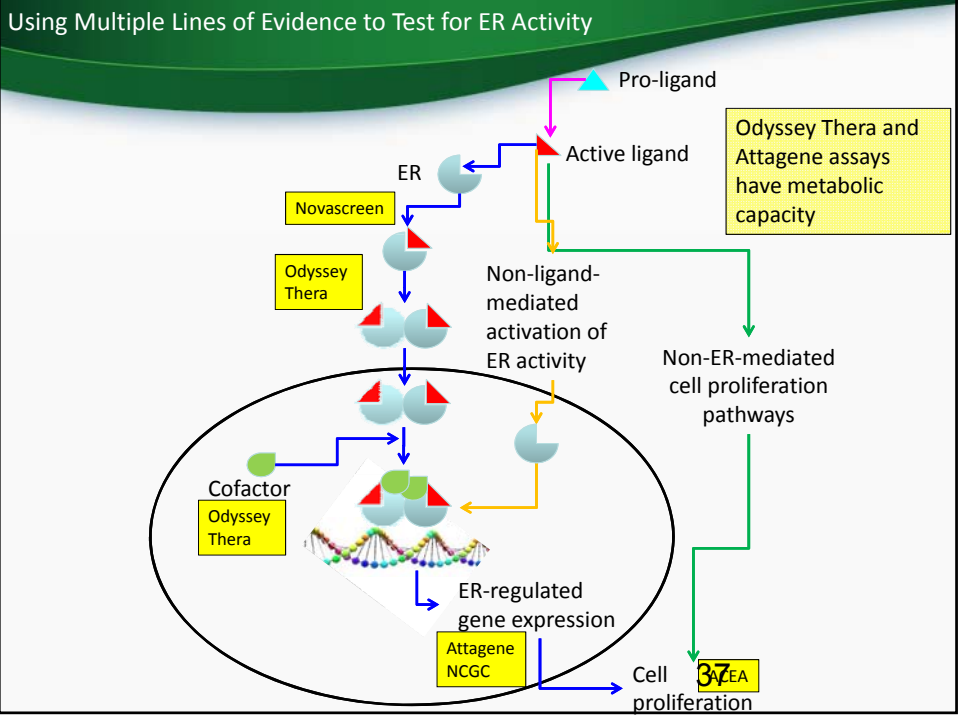 Using Multiple Lines of Evidence to Test for ER Activity
Pro-ligand
Odyssey Thera and
Attagene assays
have metabolic
capacity
Active ligand
ER
Novascreen
Odyssey
Thera
Non-ligand-
mediated
activation of
ER activity
Non-ER-mediated
cell proliferation
pathways
Cofactor
Odyssey
Thera
ER-regulated
gene expression
Attagene
NCGC
Cell
proliferation
37
ACEA